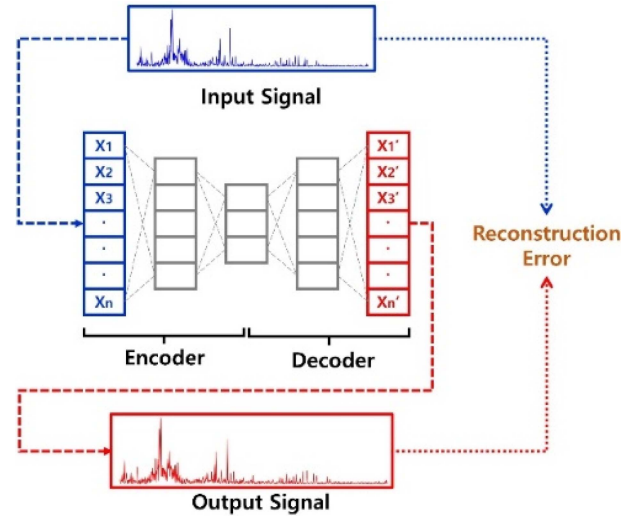 Input Signal
X1
X2
X3
.
.
.
Xn
X1'
X2'
X3'
.
.
.
Xn'
Reconstruction
Error
Encoder
Decoder
Output Signal